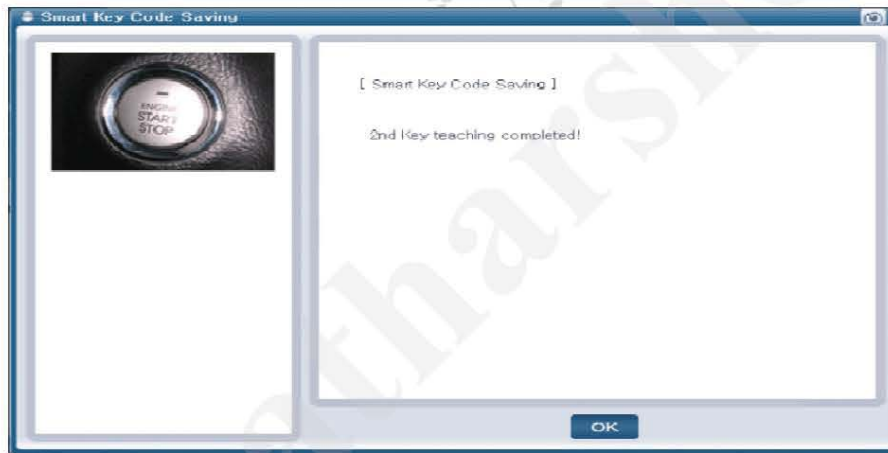 Smart Key Code Saving
ENGINE
START
STOP
[ Smart Key Code Saving ]
2nd Key teaching completed!
OK